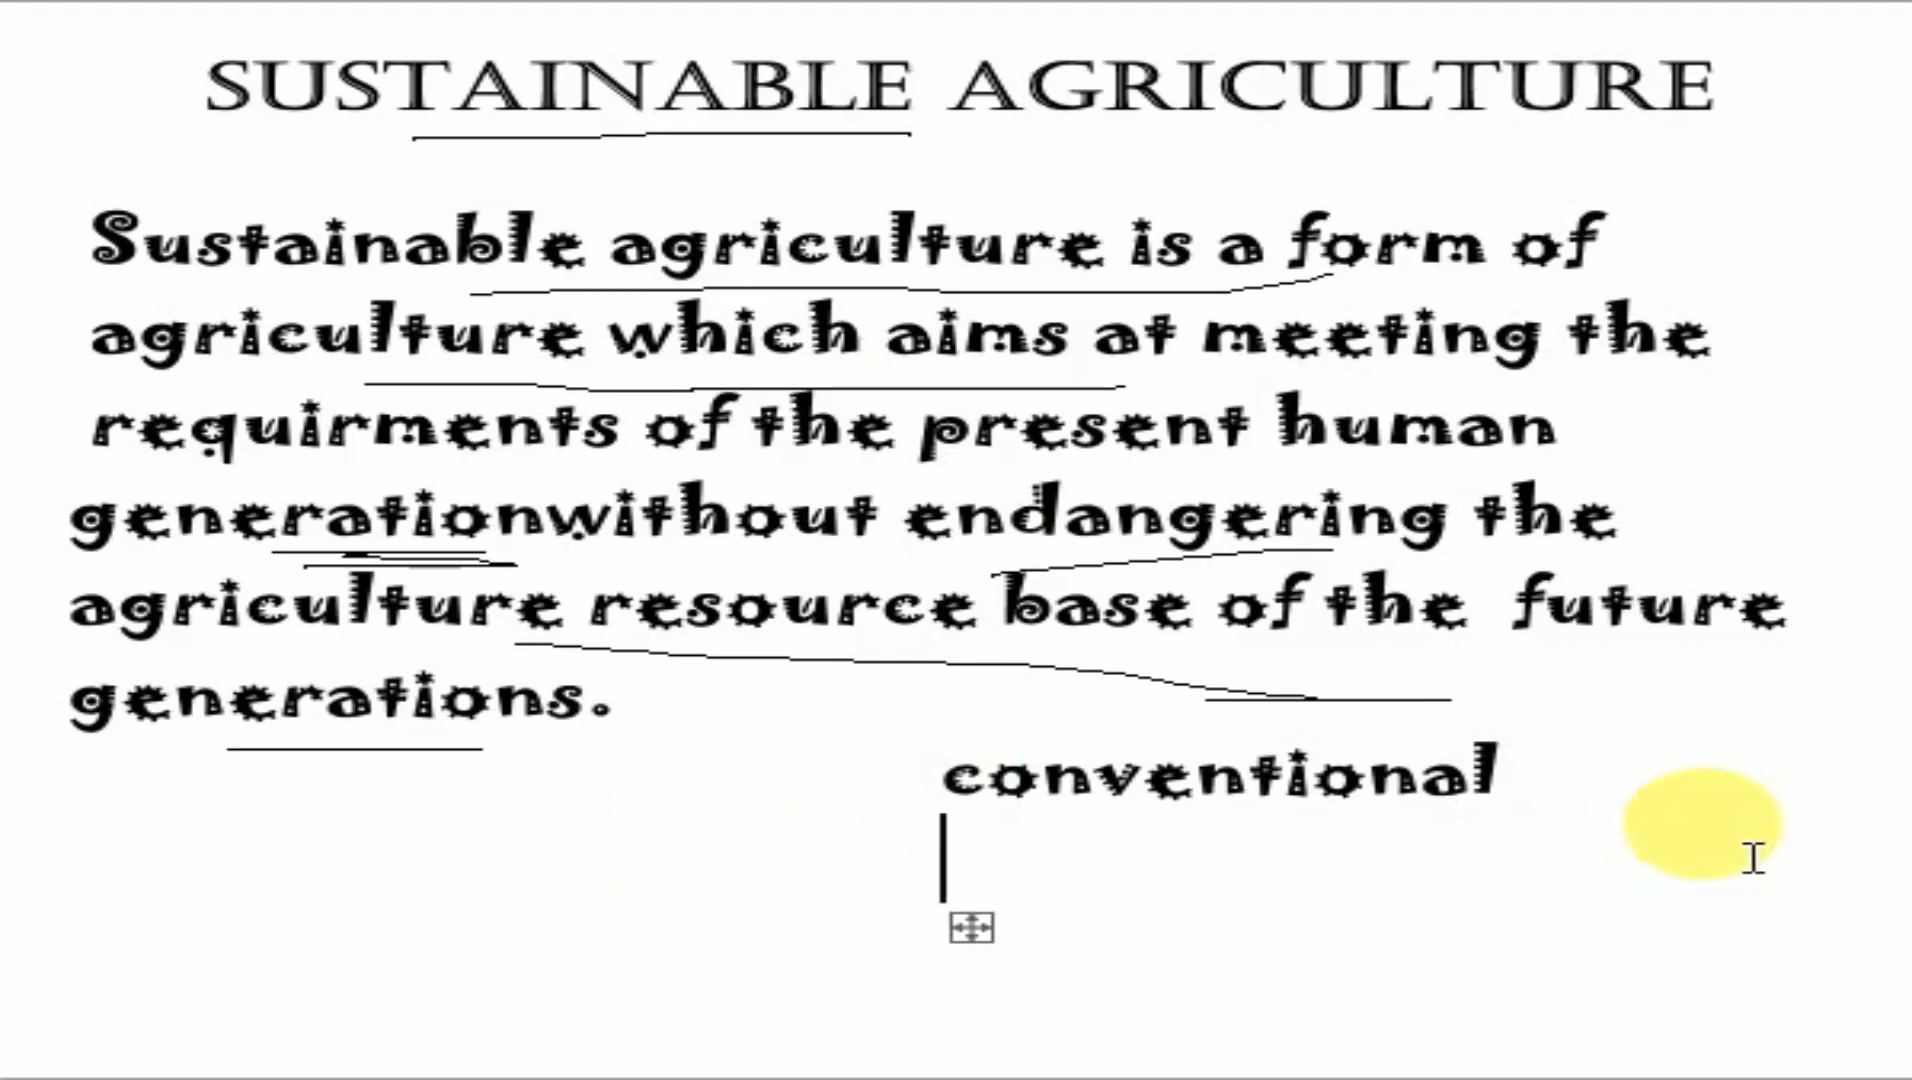 SUSTAINABLE AGRICULTURE
Sustainable agriculture is a form of
agriculture which aims at meeting the
requirments of the present human
generationwithout endangering the
agriculture resource base of the future
generations.
conventional